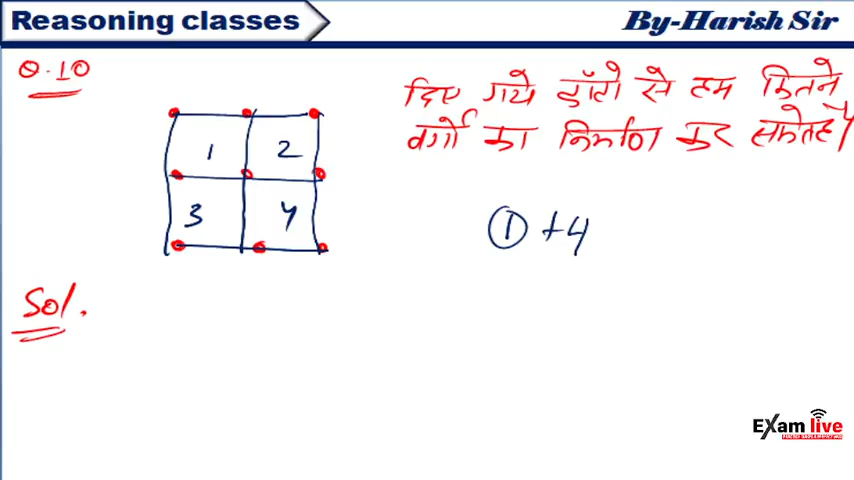 Reasoning classes
By-Harish Sir
Q.10
दिए गये डॉटो से हम कितने
वर्गो का निर्माण कर सकते है
1 2
3 4
① +4
Sol.
Exam live